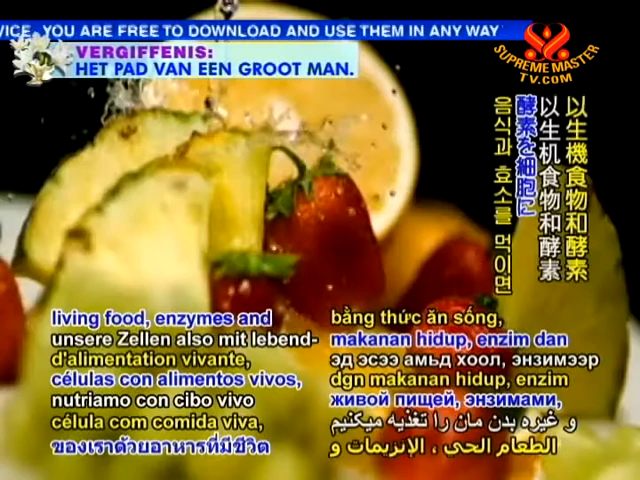 VICE. YOU ARE FREE TO DOWNLOAD AND USE THEM IN ANY WAY
VERGIFFENIS:
HET PAD VAN EEN GROOT MAN.
SUPREME MASTER
TV.COM
以生機食物和酵素
以生机食物和酵素
酵素を細胞に
음식과 효소를 먹이면
living food, enzymes and
unsere Zellen also mit lebend-
d'alimentation vivante,
células con alimentos vivos,
nutriamo con cibo vivo
célula com comida viva,
ของเราด้วยอาหารที่มีชีวิต
bằng thức ăn sống,
makanan hidup, enzim dan
эд эсээ амьд хоол, энзимээр
dgn makanan hidup, enzim
живой пищей, энзимами,
و غیره بدن مان را تغذیه میکنیم
الطعام الحي ، الإنزيمات و